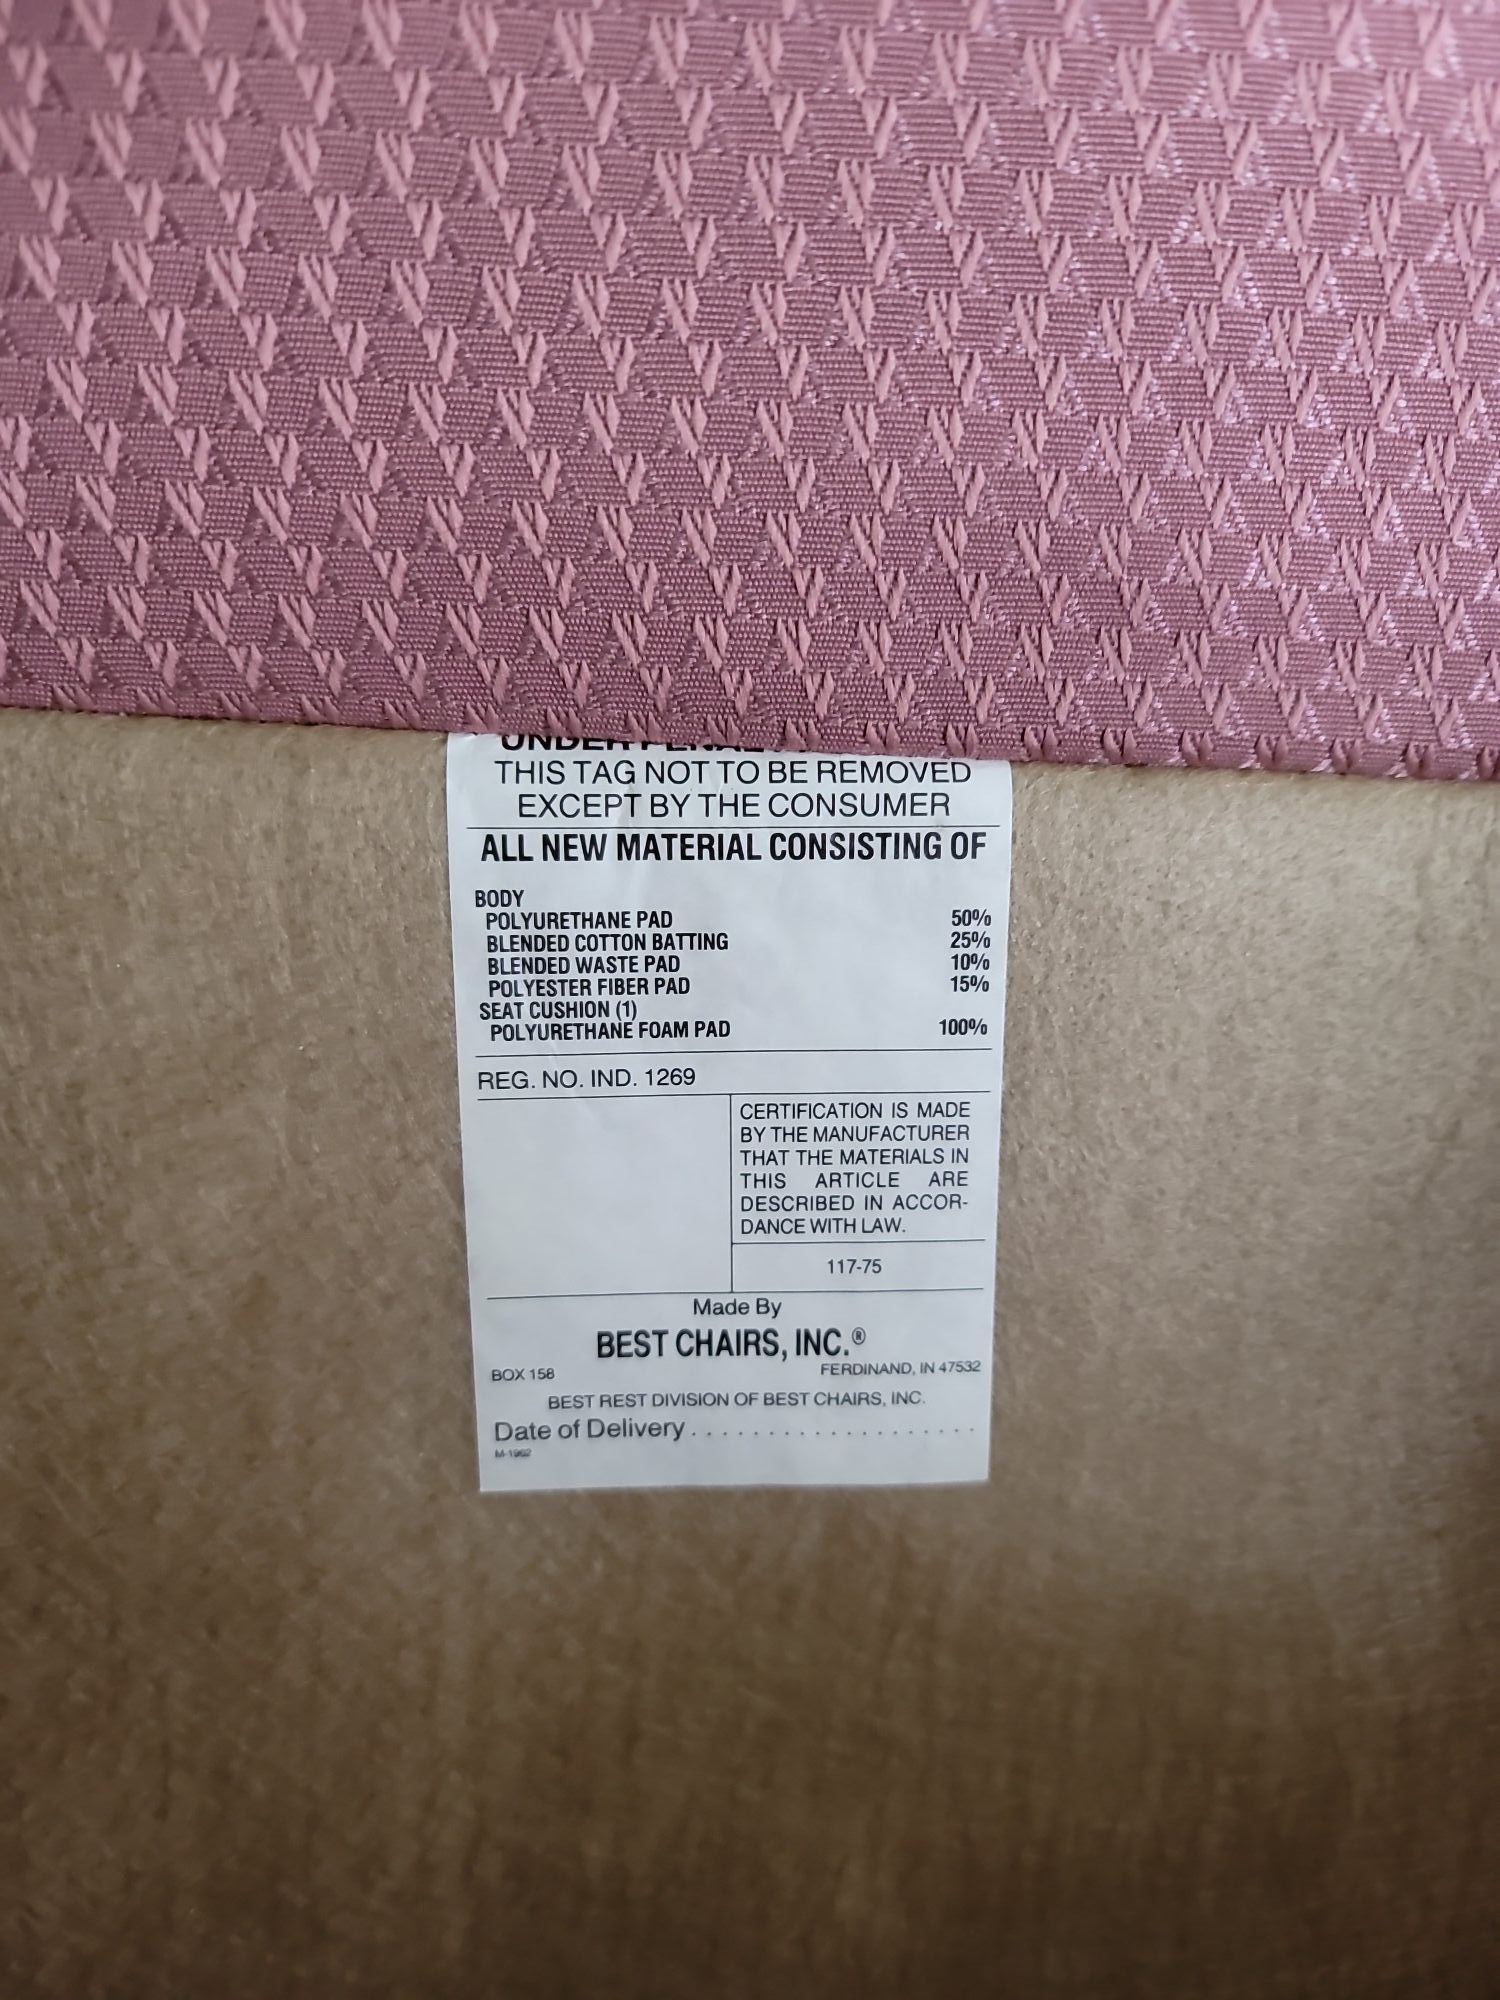 UNDER PENAL
THIS TAG NOT TO BE REMOVED
EXCEPT BY THE CONSUMER
ALL NEW MATERIAL CONSISTING OF
BODY
POLYURETHANE PAD 50%
BLENDED COTTON BATTING 25%
BLENDED WASTE PAD 10%
POLYESTER FIBER PAD 15%
SEAT CUSHION (1)
POLYURETHANE FOAM PAD 100%
REG. NO. IND. 1269
CERTIFICATION IS MADE
BY THE MANUFACTURER
THAT THE MATERIALS IN
THIS ARTICLE ARE
DESCRIBED IN ACCOR-
DANCE WITH LAW.
117-75
Made By
BEST CHAIRS, INC.®
BOX 158 FERDINAND, IN 47532
BEST REST DIVISION OF BEST CHAIRS, INC.
Date of Delivery . . . . . . . . . . . . . . . . . . .
M-1962